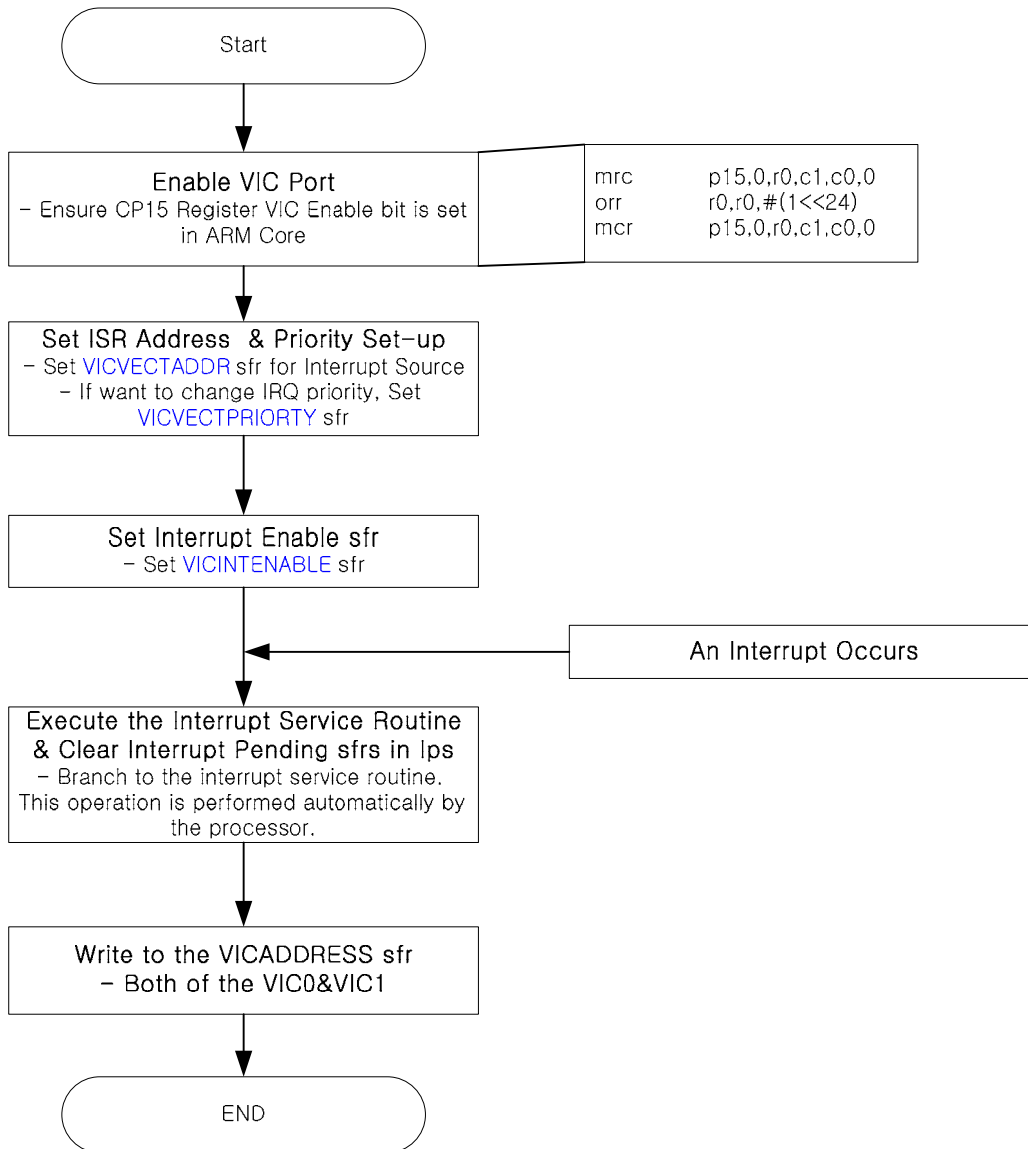 Start
Enable VIC Port
- Ensure CP15 Register VIC Enable bit is set
in ARM Core
mrc p15,0,r0,c1,c0,0
orr r0,r0,#(1<<24)
mcr p15,0,r0,c1,c0,0
Set ISR Address & Priority Set-up
- Set VICVECTADDR sfr for Interrupt Source
- If want to change IRQ priority, Set
VICVECTPRIORTY sfr
Set Interrupt Enable sfr
- Set VICINTENABLE sfr
An Interrupt Occurs
Execute the Interrupt Service Routine
& Clear Interrupt Pending sfrs in Ips
- Branch to the interrupt service routine.
This operation is performed automatically by
the processor.
Write to the VICADDRESS sfr
- Both of the VIC0&VIC1
END